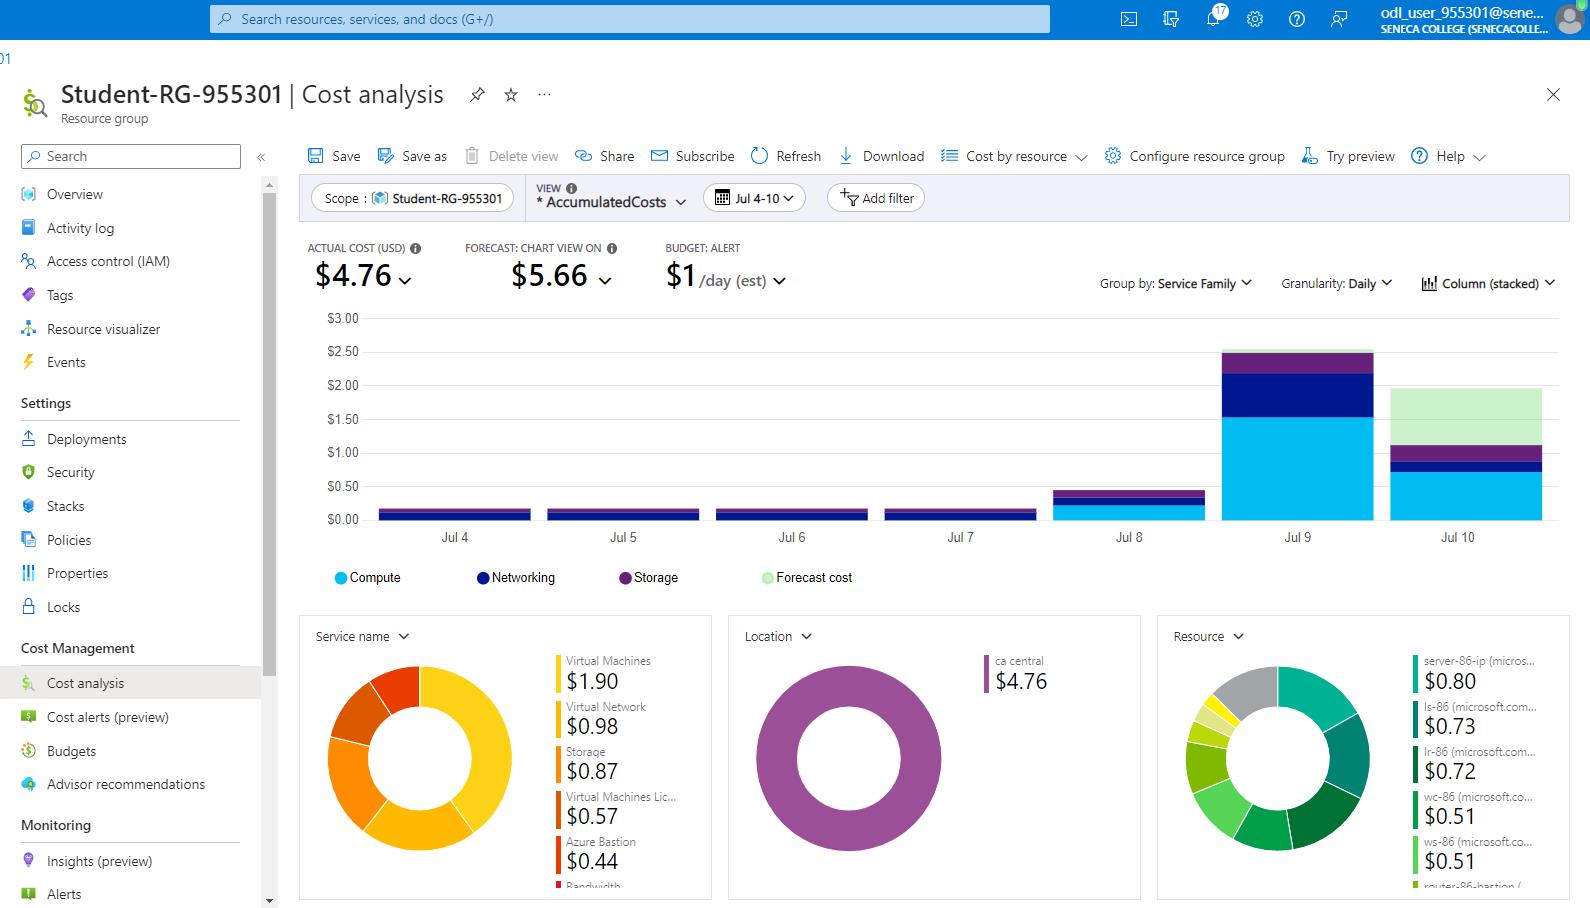 Search resources, services, and docs (G+/)
17
odl_user_955301@sene...
SENECA COLLEGE (SENECACOLLE...
01
Student-RG-955301 | Cost analysis
Resource group
Search
Overview
Activity log
Access control (IAM)
Tags
Resource visualizer
Events
Settings
Deployments
Security
Stacks
Policies
Properties
Locks
Cost Management
Cost analysis
Cost alerts (preview)
Budgets
Advisor recommendations
Monitoring
Insights (preview)
Alerts
Save
Save as
Delete view
Share
Subscribe
Refresh
Download
Cost by resource
Configure resource group
Try preview
Help
Scope : Student-RG-955301
VIEW
* AccumulatedCosts
Jul 4-10
Add filter
ACTUAL COST (USD)
$4.76
FORECAST: CHART VIEW ON
$5.66
BUDGET: ALERT
$1 /day (est)
Group by: Service Family
Granularity: Daily
Column (stacked)
$3.00
$2.50
$2.00
$1.50
$1.00
$0.50
$0.00
Jul 4
Jul 5
Jul 6
Jul 7
Jul 8
Jul 9
Jul 10
Compute
Networking
Storage
Forecast cost
Service name
Virtual Machines
$1.90
Virtual Network
$0.98
Storage
$0.87
Virtual Machines Lic...
$0.57
Azure Bastion
$0.44
Bandwidth
Location
ca central
$4.76
Resource
server-86-ip (micros...
$0.80
ls-86 (microsoft.com...
$0.73
lr-86 (microsoft.com...
$0.72
wc-86 (microsoft.co...
$0.51
ws-86 (microsoft.co...
$0.51
router-86-bastion (